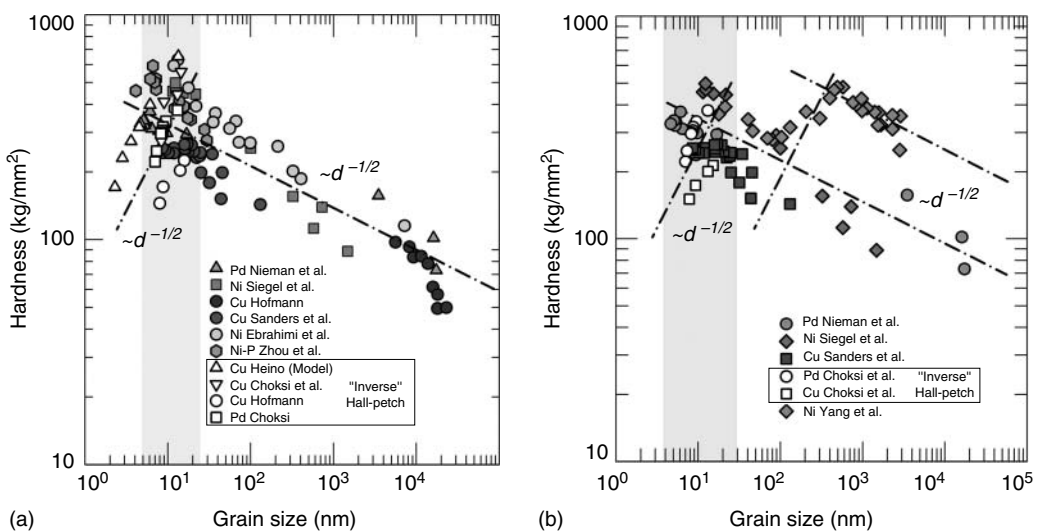 1000
100
10
Hardness (kg/mm²)
10⁰ 10¹ 10² 10³ 10⁴
Grain size (nm)
(a)
~d ⁻¹/²
~d ⁻¹/²
Pd Nieman et al.
Ni Siegel et al.
Cu Hofmann
Cu Sanders et al.
Ni Ebrahimi et al.
Ni-P Zhou et al.
Cu Heino (Model)
Cu Choksi et al. "Inverse"
Cu Hofmann Hall-petch
Pd Choksi
1000
100
10
Hardness (kg/mm²)
10⁰ 10¹ 10² 10³ 10⁴ 10⁵
Grain size (nm)
(b)
~d ⁻¹/²
~d ⁻¹/²
Pd Nieman et al.
Ni Siegel et al.
Cu Sanders et al.
Pd Choksi et al. "Inverse"
Cu Choksi et al. Hall-petch
Ni Yang et al.